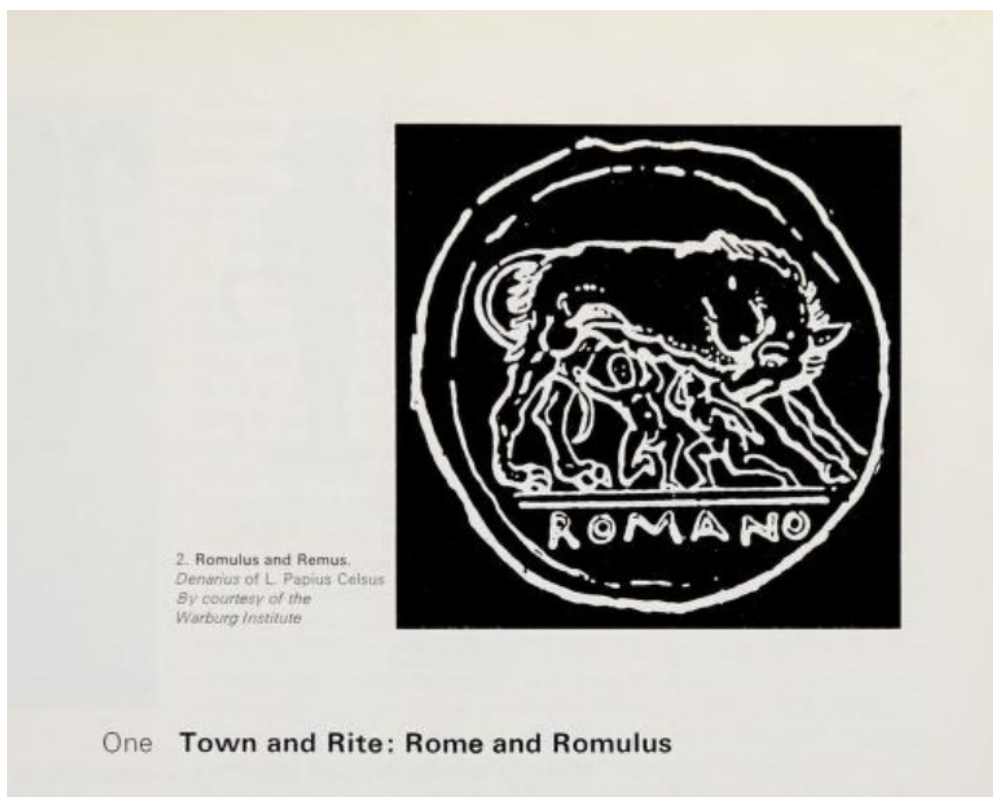 ROMANO
2. Romulus and Remus.
Denarius of L. Papius Celsus
By courtesy of the
Warburg Institute
One Town and Rite: Rome and Romulus